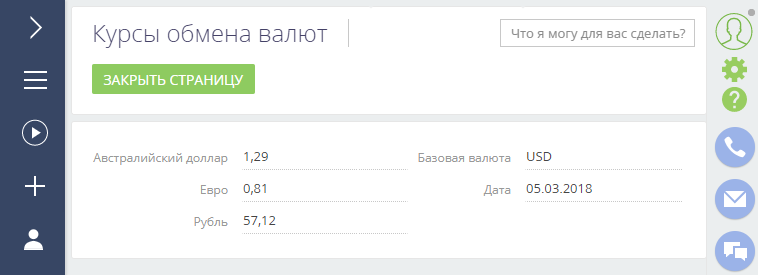 Курсы обмена валют
Что я могу для вас сделать?
ЗАКРЫТЬ СТРАНИЦУ
Австралийский доллар 1,29 Базовая валюта USD
Евро 0,81 Дата 05.03.2018
Рубль 57,12